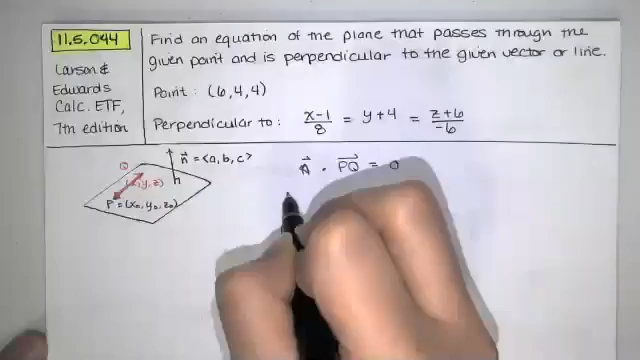 11.5.044
Larson &
Edwards
Calc. ETF,
7th edition
Find an equation of the plane that passes through the
given point and is perpendicular to the given vector or line.
Point: (6,4,4)
Perpendicular to: x-1/8 = y+4 = z+6/-6
n⃗ = <a, b, c>
Q
(x,y,z)
P = (x₀, y₀, z₀)
n⃗ · PQ⃗ = 0